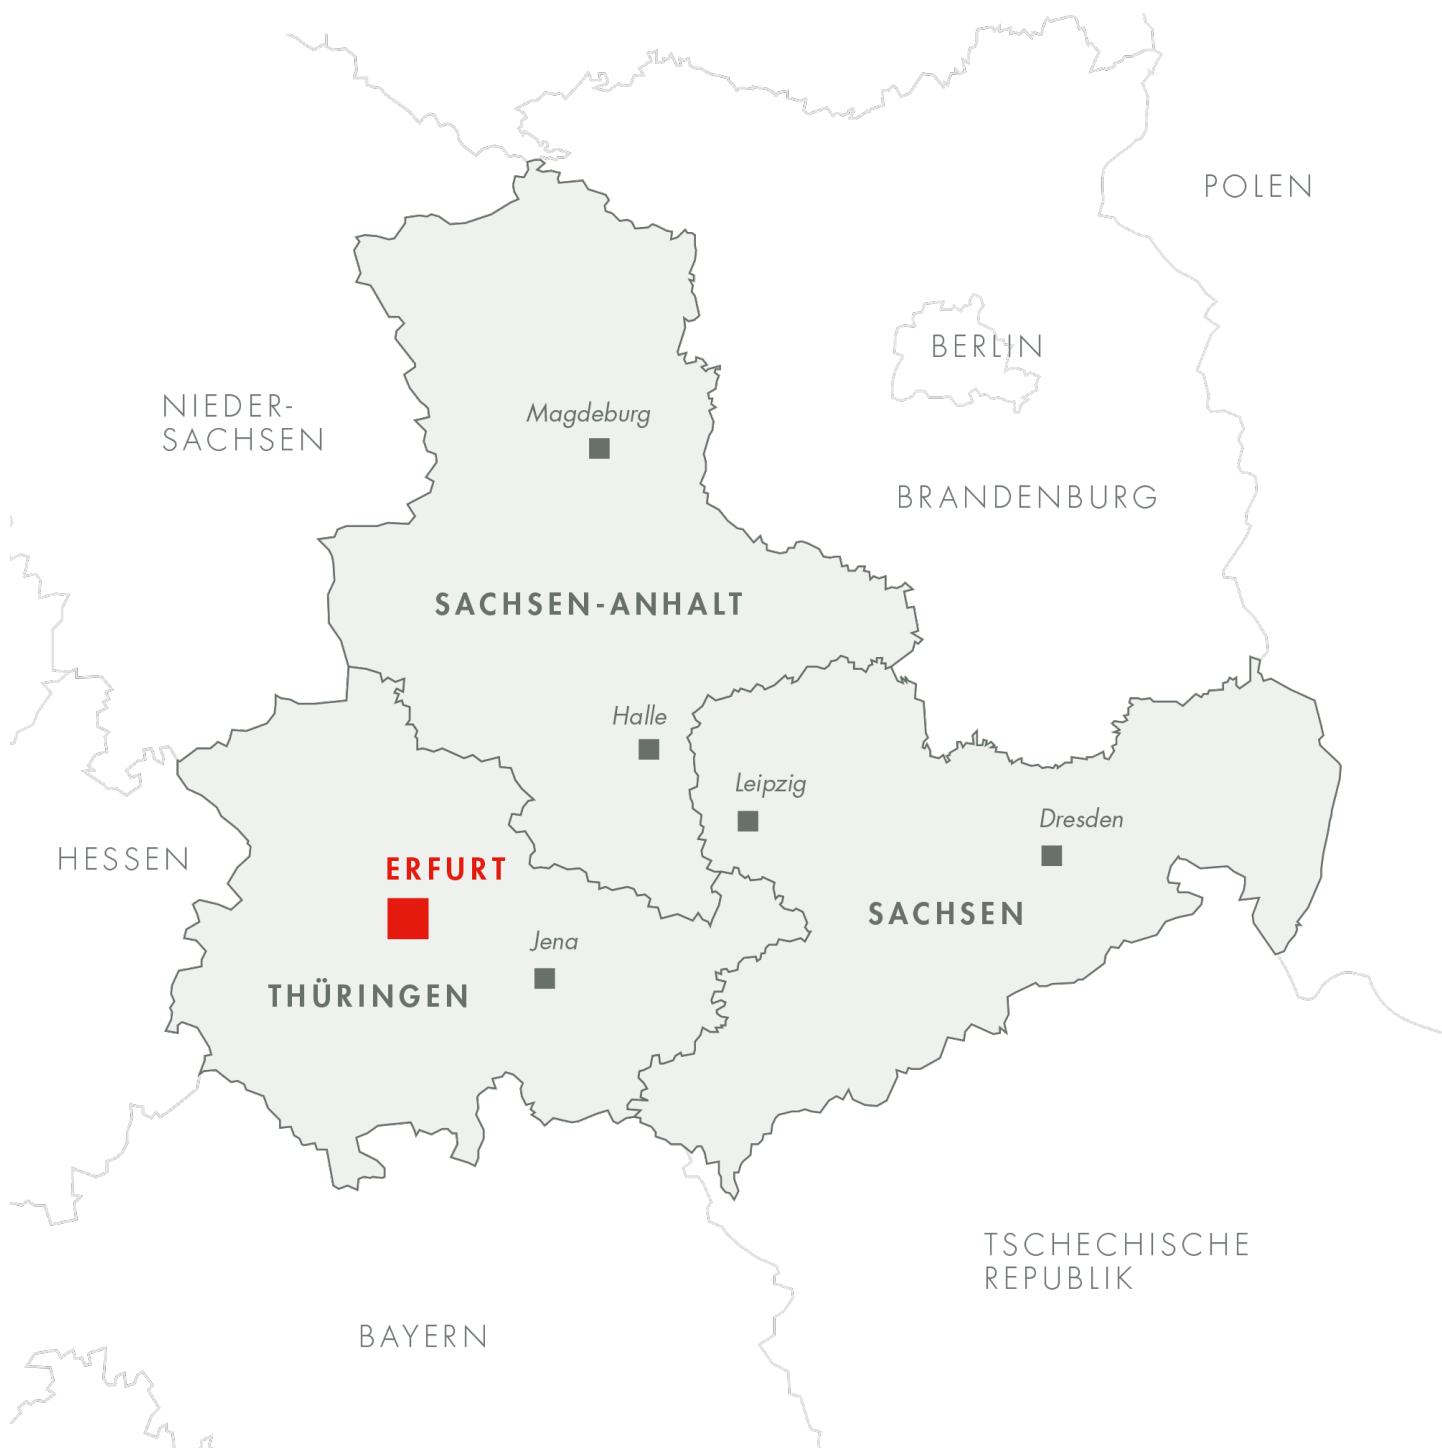 POLEN
BERLIN
NIEDER-
SACHSEN
Magdeburg
BRANDENBURG
SACHSEN-ANHALT
Halle
Leipzig
Dresden
HESSEN
ERFURT
SACHSEN
Jena
THÜRINGEN
TSCHECHISCHE
REPUBLIK
BAYERN